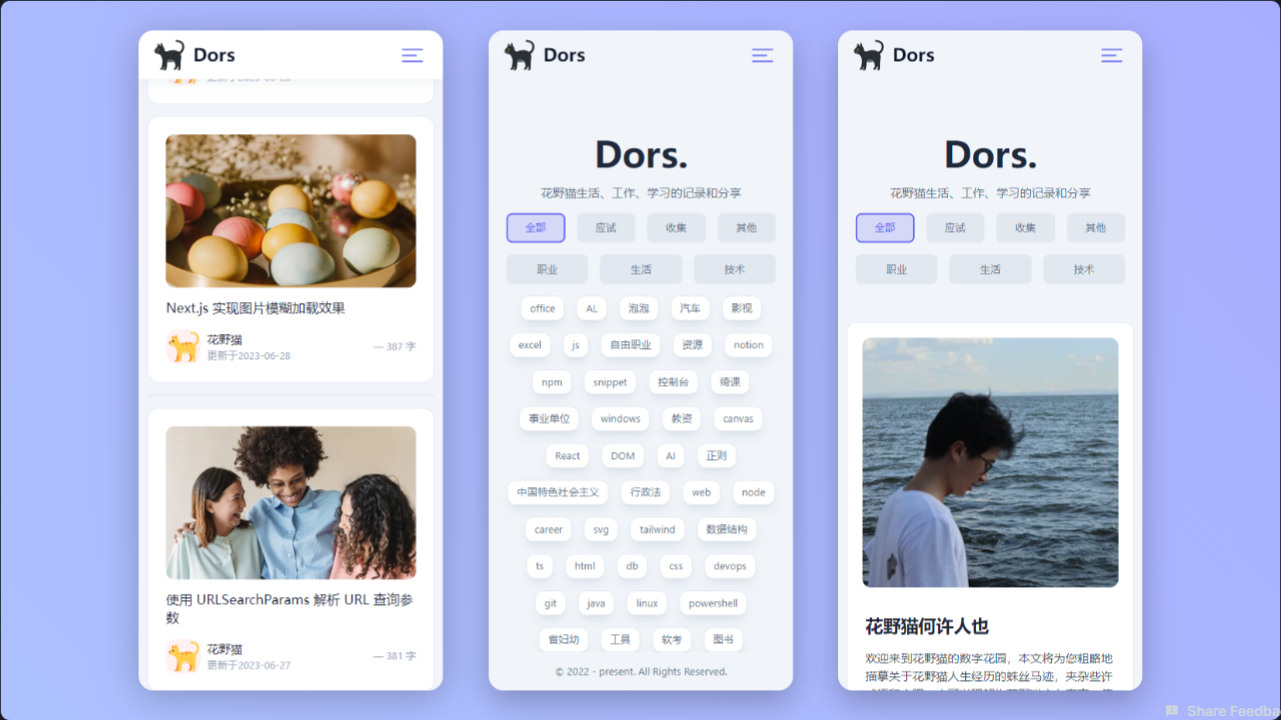 Dors
更新于2023-06-28
Next.js 实现图片模糊加载效果
花野猫
更新于2023-06-28
— 387 字
使用 URLSearchParams 解析 URL 查询参
数
花野猫
更新于2023-06-27
— 381 字
Dors
Dors.
花野猫生活、工作、学习的记录和分享
全部 应试 收集 其他
职业 生活 技术
office AL 泡泡 汽车 影视
excel js 自由职业 资源 notion
npm snippet 控制台 绮课
事业单位 windows 教资 canvas
React DOM AI 正则
中国特色社会主义 行政法 web node
career svg tailwind 数据结构
ts html db css devops
git java linux powershell
省妇幼 工具 软考 图书
© 2022 - present. All Rights Reserved.
Dors
Dors.
花野猫生活、工作、学习的记录和分享
全部 应试 收集 其他
职业 生活 技术
花野猫何许人也
欢迎来到花野猫的数字花园，本文将为您粗略地
描摹关于花野猫人生经历的蛛丝马迹，夹杂些许
Share Feedba